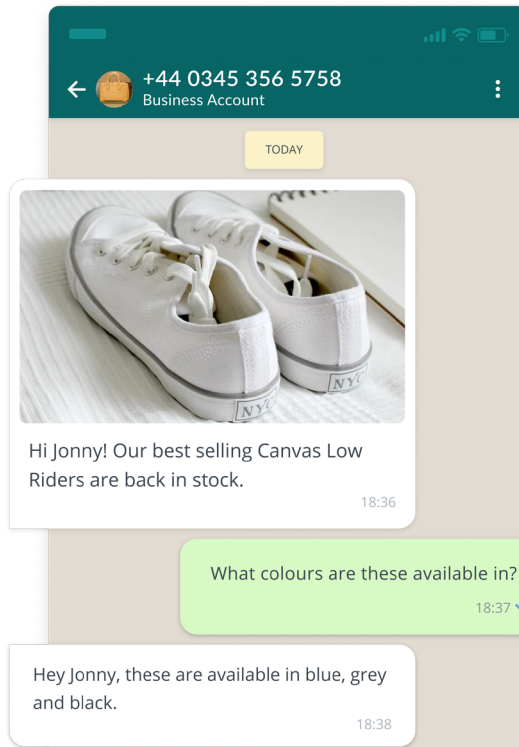 +44 0345 356 5758
Business Account
TODAY
NYC
NYC
Hi Jonny! Our best selling Canvas Low
Riders are back in stock.
18:36
What colours are these available in?
18:37
Hey Jonny, these are available in blue, grey
and black.
18:38